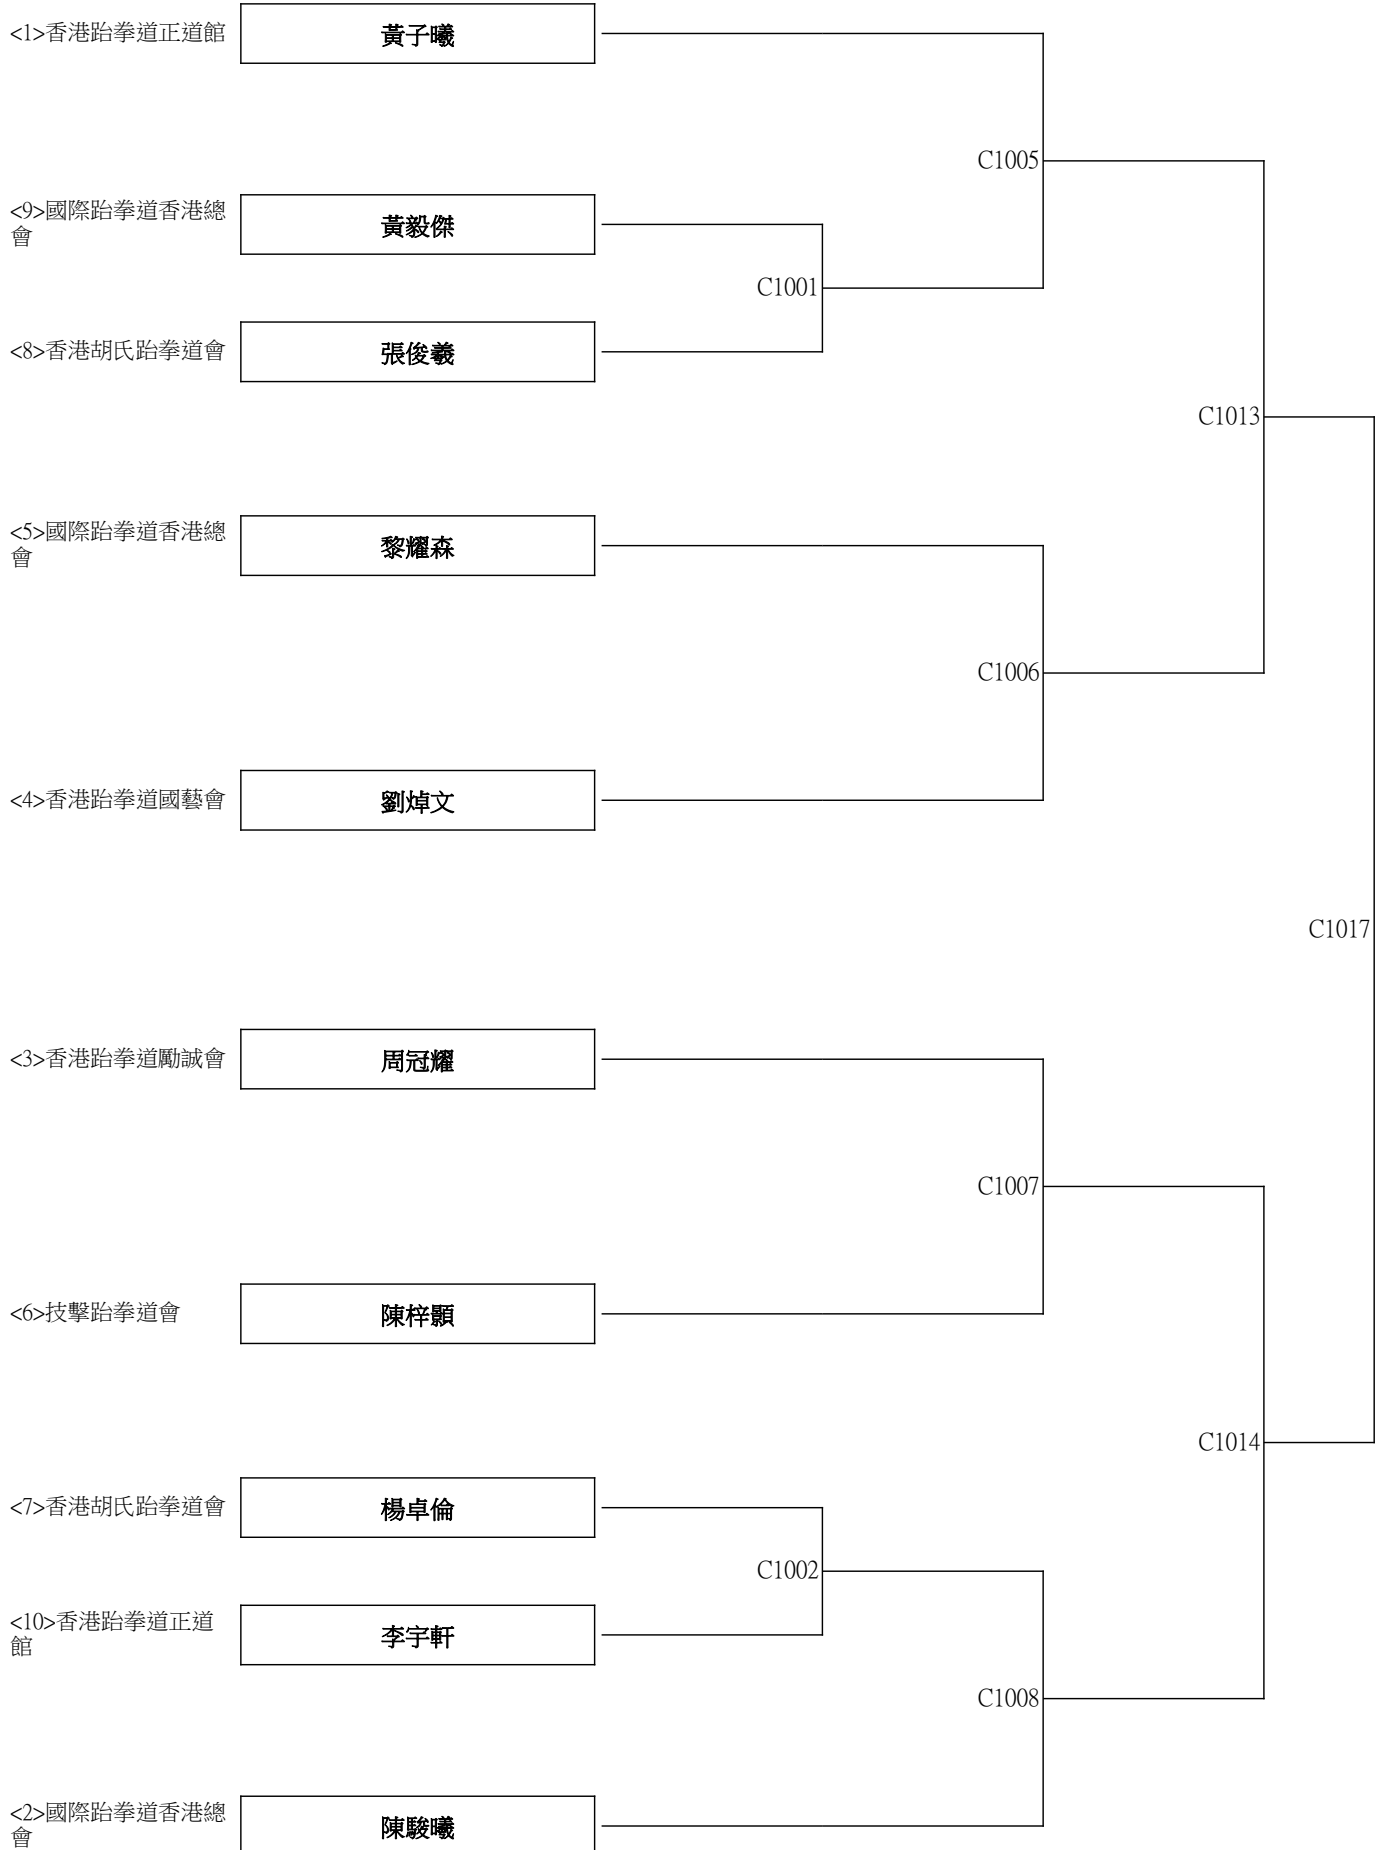 <1>香港跆拳道正道館
黃子曦
C1005
<9>國際跆拳道香港總
會
黃毅傑
C1001
<8>香港胡氏跆拳道會
張俊羲
C1013
<5>國際跆拳道香港總
會
黎耀森
C1006
<4>香港跆拳道國藝會
劉焯文
C1017
<3>香港跆拳道勵誠會
周冠耀
C1007
<6>技擊跆拳道會
陳梓顥
C1014
<7>香港胡氏跆拳道會
楊卓倫
C1002
<10>香港跆拳道正道
館
李宇軒
C1008
<2>國際跆拳道香港總
會
陳駿曦